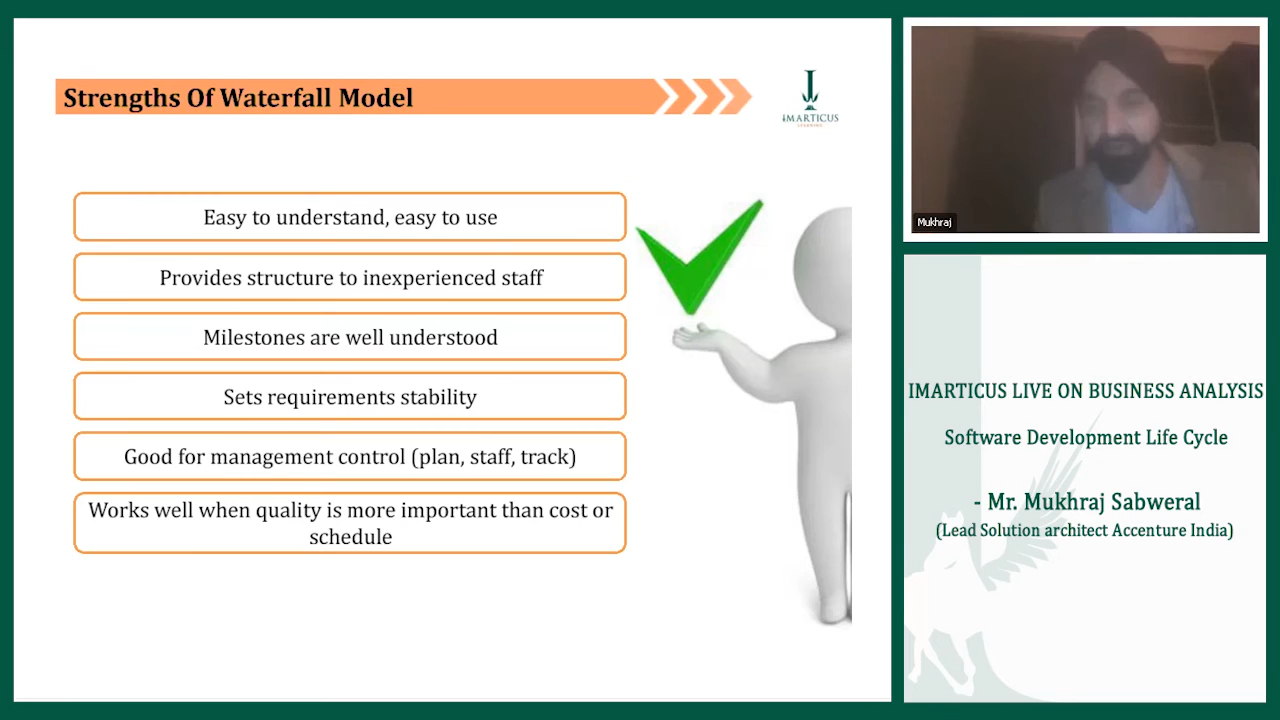 Strengths Of Waterfall Model
IMARTICUS
LEARNING
Easy to understand, easy to use
Provides structure to inexperienced staff
Milestones are well understood
Sets requirements stability
Good for management control (plan, staff, track)
Works well when quality is more important than cost or
schedule
Mukhraj
IMARTICUS LIVE ON BUSINESS ANALYSIS
Software Development Life Cycle
- Mr. Mukhraj Sabweral
(Lead Solution architect Accenture India)